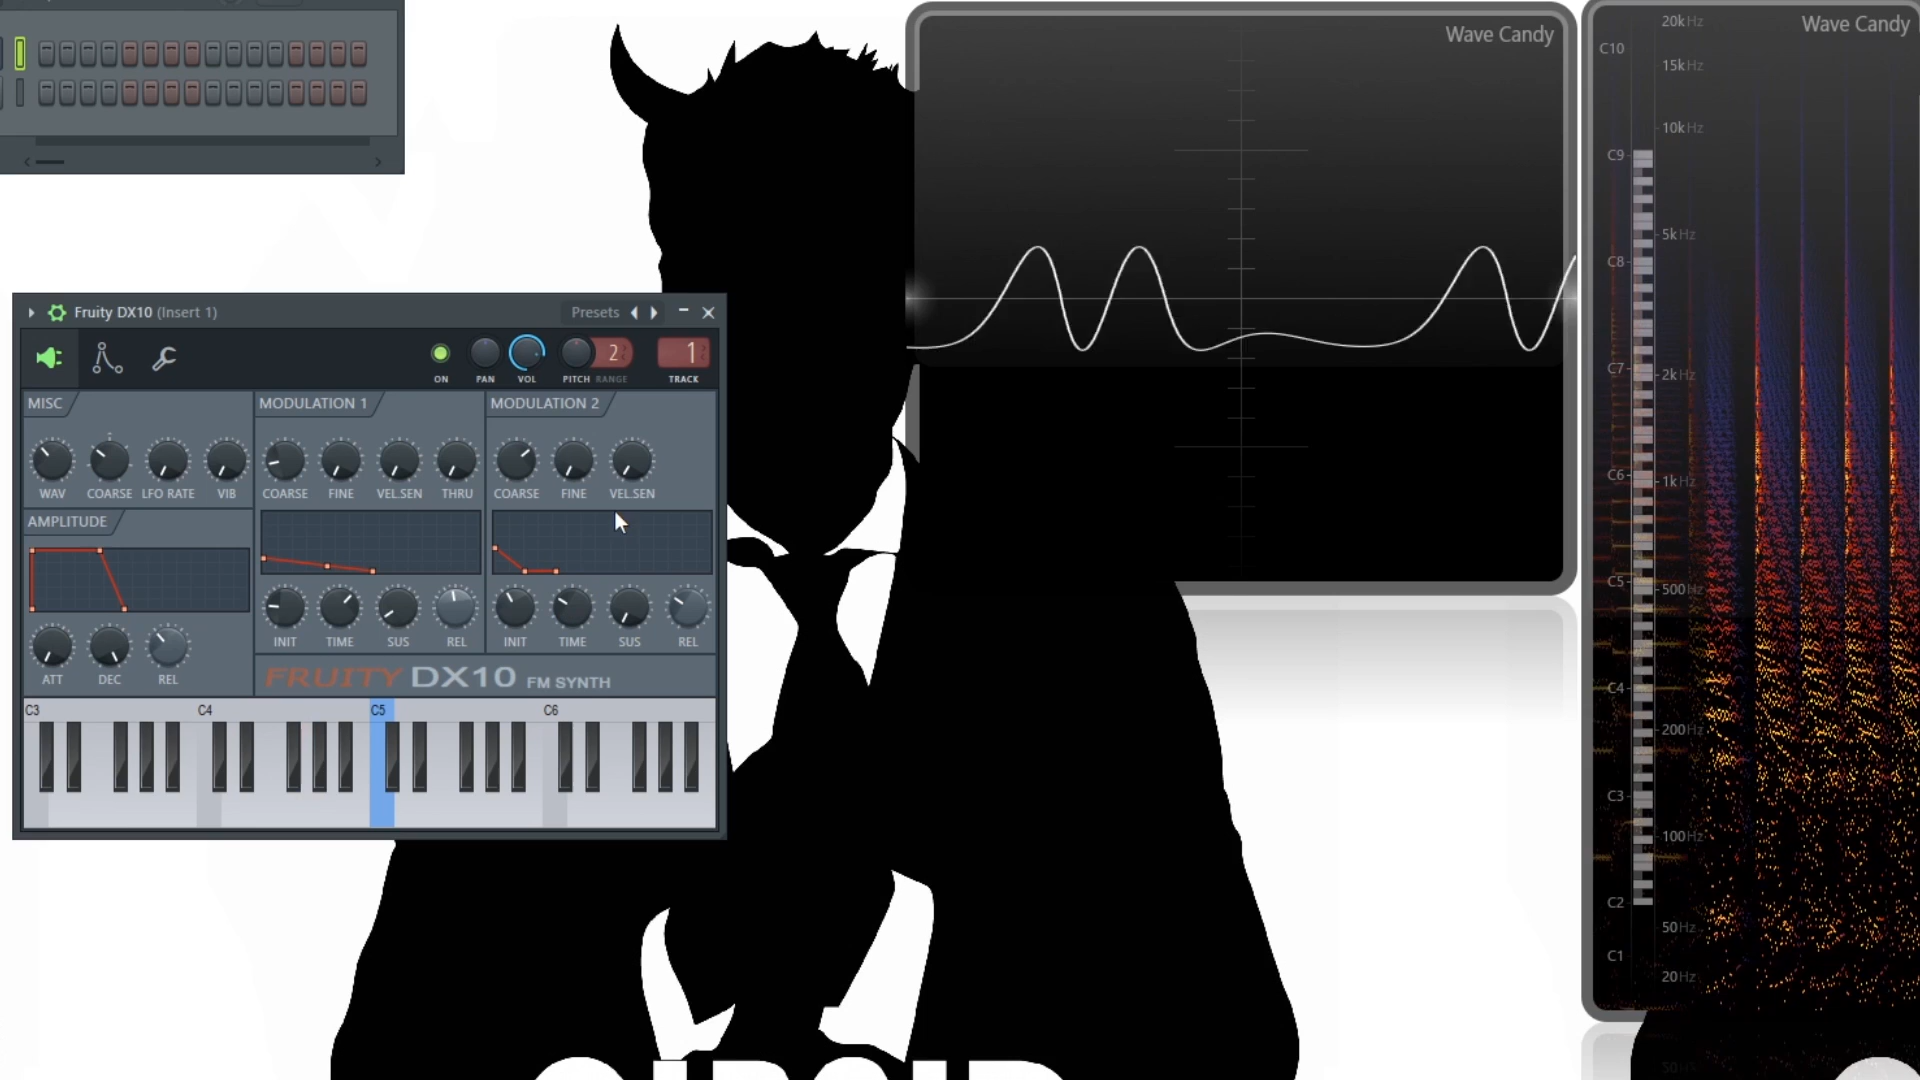 Wave Candy
Wave Candy
20kHz
C10
15kHz
10kHz
C9
5kHz
C8
C7
2kHz
C6
1kHz
C5
500Hz
C4
200Hz
C3
100Hz
C2
50Hz
C1
20Hz
Fruity DX10 (Insert 1)
Presets
2
1
ON
PAN
VOL
PITCH RANGE
TRACK
MISC
MODULATION 1
MODULATION 2
WAV
COARSE
LFO RATE
VIB
COARSE
FINE
VEL.SEN
THRU
COARSE
FINE
VEL.SEN
AMPLITUDE
INIT
TIME
SUS
REL
INIT
TIME
SUS
REL
ATT
DEC
REL
FRUITY DX10 FM SYNTH
C3
C4
C5
C6